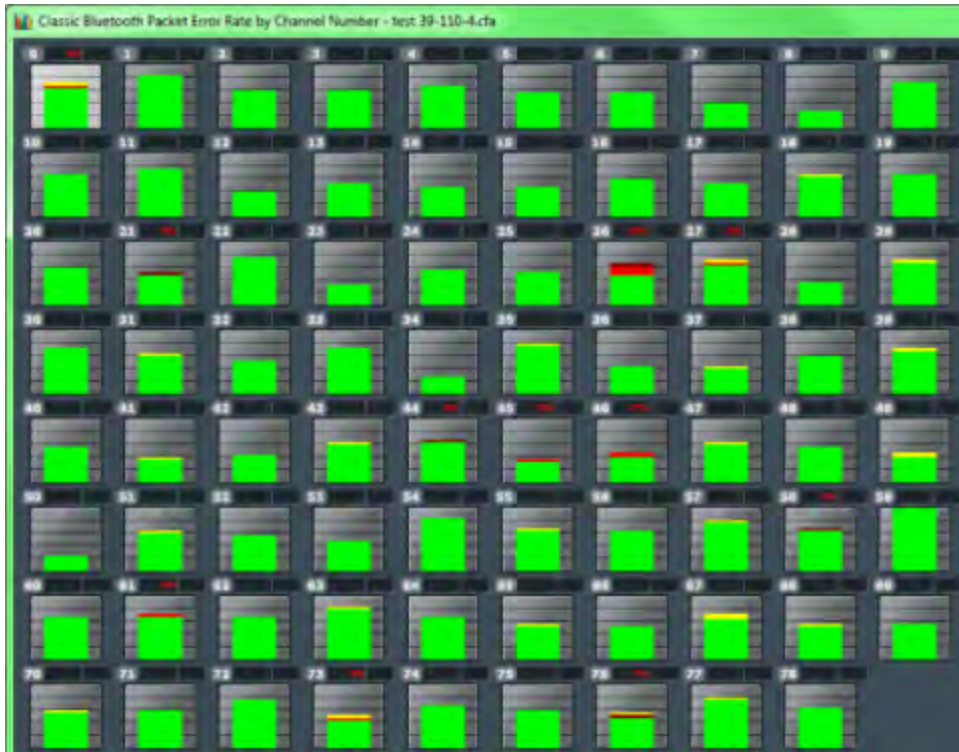 Classic Bluetooth Packet Error Rate by Channel Number - test 39-110-4.cfa
0 1 2 3 4 5 6 7 8 9
10 11 12 13 14 15 16 17 18 19
20 21 22 23 24 25 26 27 28 29
30 31 32 33 34 35 36 37 38 39
40 41 42 43 44 45 46 47 48 49
50 51 52 53 54 55 56 57 58 59
60 61 62 63 64 65 66 67 68 69
70 71 72 73 74 75 76 77 78